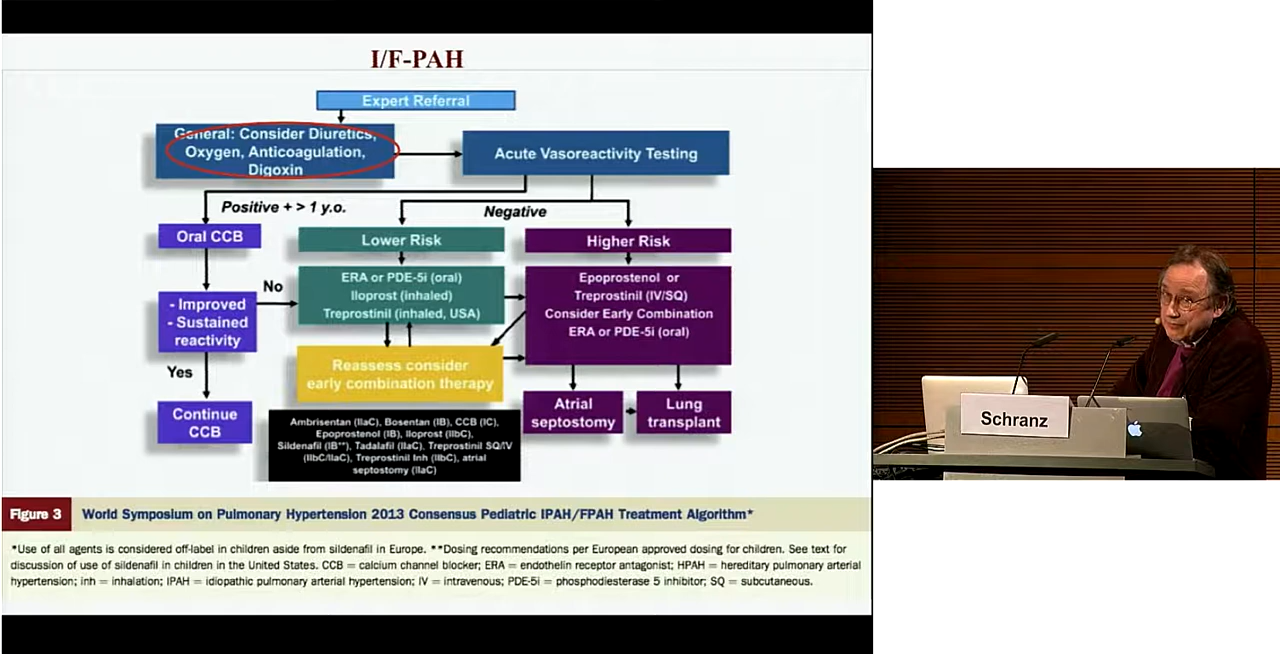 I/F-PAH
Expert Referral
General: Consider Diuretics,
Oxygen, Anticoagulation,
Digoxin
Acute Vasoreactivity Testing
Positive + > 1 y.o.
Negative
Oral CCB
Lower Risk
Higher Risk
- Improved
- Sustained
reactivity
No
ERA or PDE-5i (oral)
Iloprost (inhaled)
Treprostinil (inhaled, USA)
Epoprostenol or
Treprostinil (IV/SQ)
Consider Early Combination
ERA or PDE-5i (oral)
Reassess consider
early combination therapy
Yes
Continue
CCB
Atrial
septostomy
Lung
transplant
Ambrisentan (IIaC), Bosentan (IB), CCB (IC),
Epoprostenol (IB), Iloprost (IIbC),
Sildenafil (IB**), Tadalafil (IIaC), Treprostinil SQ/IV
(IIbC/IIaC), Treprostinil Inh (IIbC), atrial
septostomy (IIaC)
Figure 3 World Symposium on Pulmonary Hypertension 2013 Consensus Pediatric IPAH/FPAH Treatment Algorithm*
*Use of all agents is considered off-label in children aside from sildenafil in Europe. **Dosing recommendations per European approved dosing for children. See text for
discussion of use of sildenafil in children in the United States. CCB = calcium channel blocker; ERA = endothelin receptor antagonist; HPAH = hereditary pulmonary arterial
hypertension; inh = inhalation; IPAH = idiopathic pulmonary arterial hypertension; IV = intravenous; PDE-5i = phosphodiesterase 5 inhibitor; SQ = subcutaneous.
Schranz